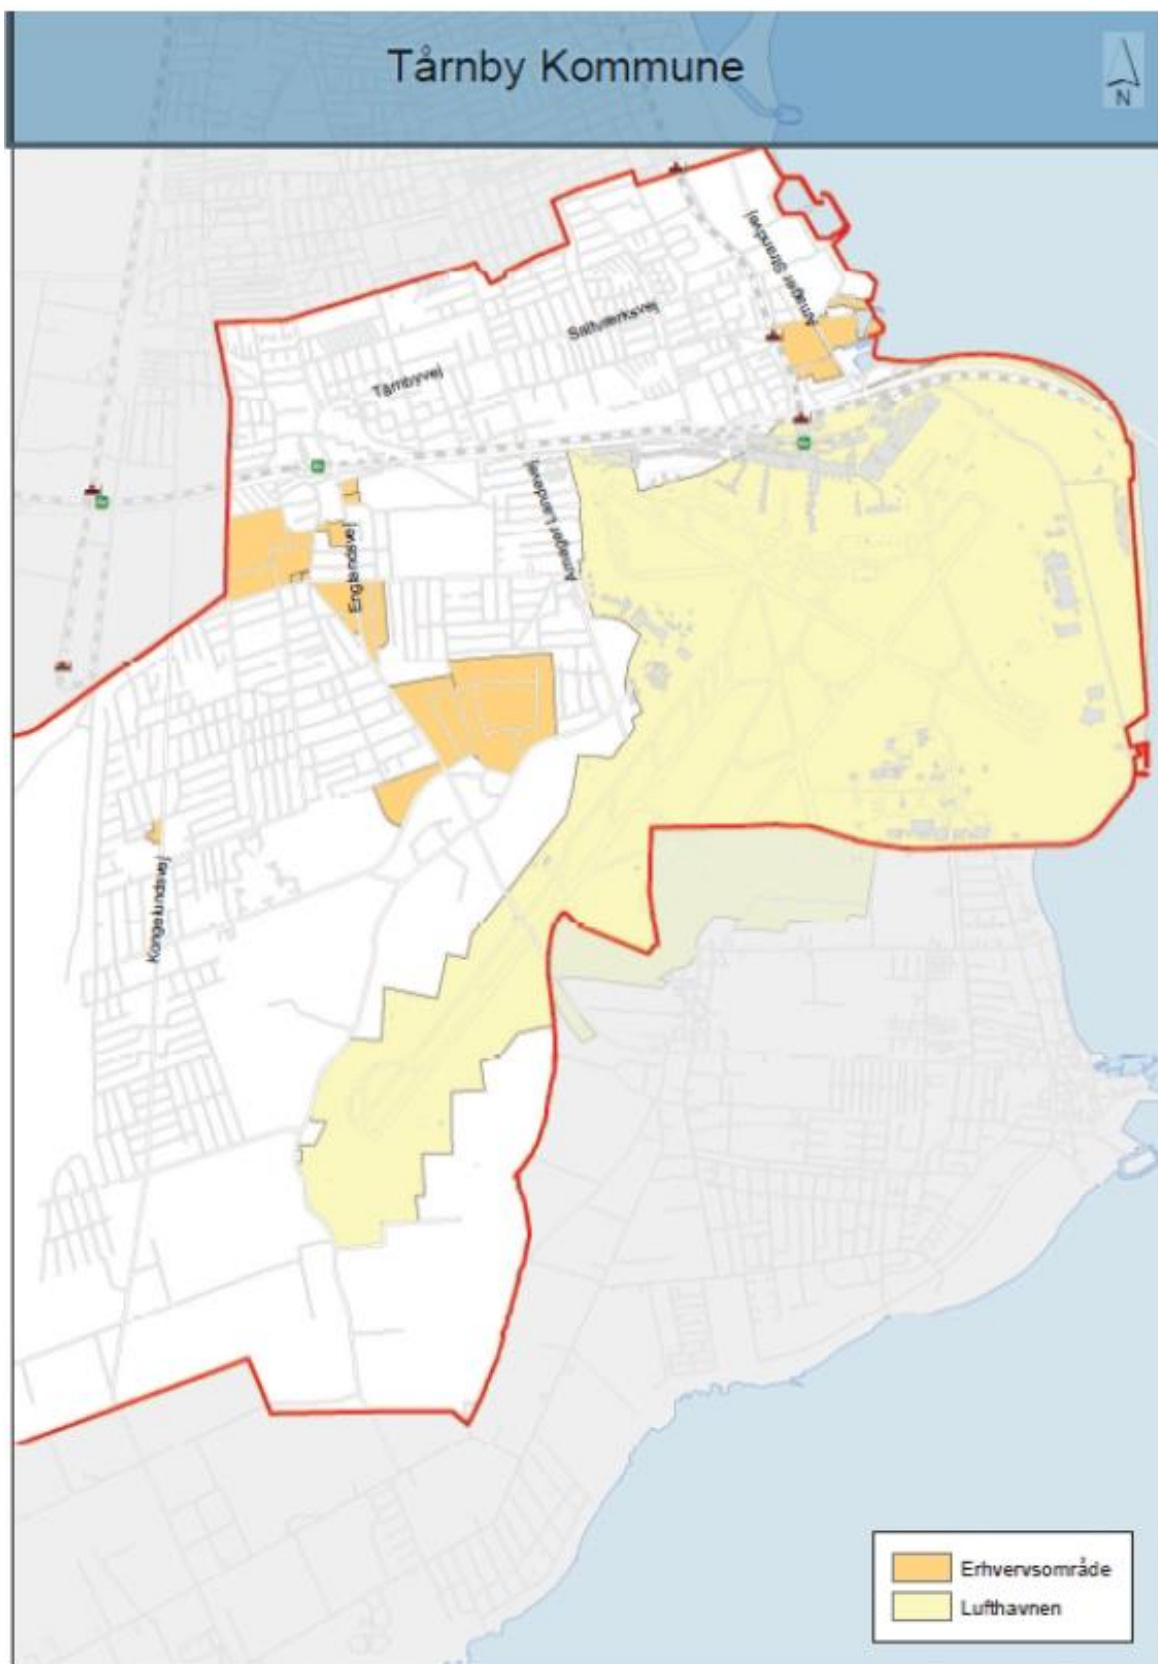 Tårnby Kommune
N
Amager Strandvej
Saltværksvej
Tårnbyvej
Amager Landevej
Englandsvej
Kongelundsvej
Erhvervsområde
Lufthavnen